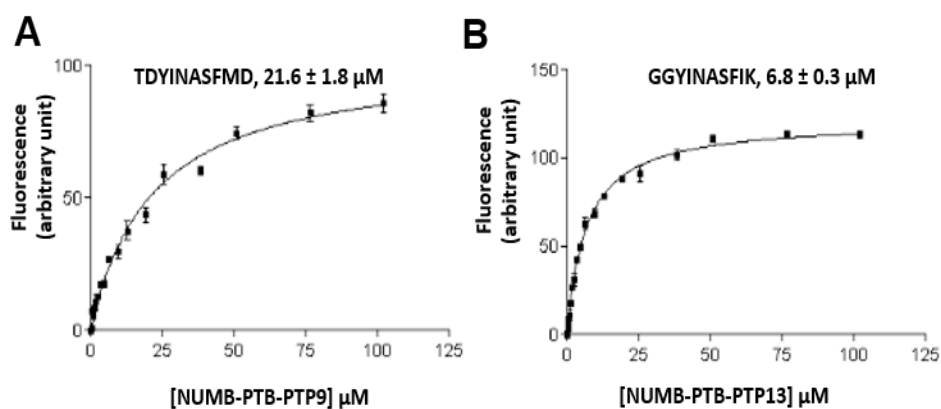 A
TDYINASFMD, 21.6 ± 1.8 µM
100
50
0
Fluorescence
(arbitrary unit)
0 25 50 75 100 125
[NUMB-PTB-PTP9] µM
B
GGYINASFIK, 6.8 ± 0.3 µM
150
100
50
0
Fluorescence
(arbitrary unit)
0 25 50 75 100 125
[NUMB-PTB-PTP13] µM